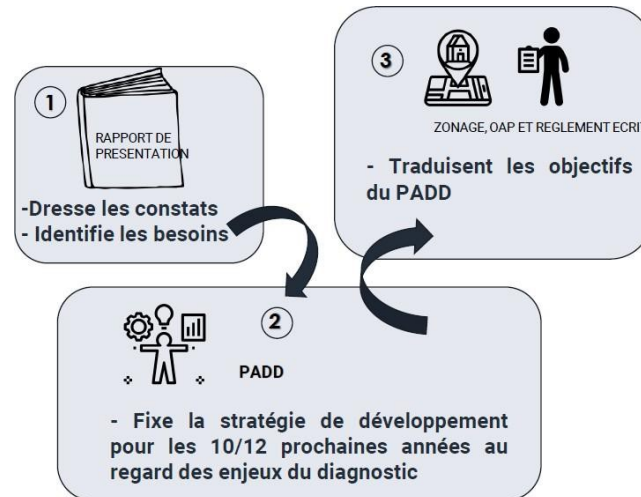 1
RAPPORT DE
PRESENTATION
-Dresse les constats
- Identifie les besoins
2
PADD
- Fixe la stratégie de développement
pour les 10/12 prochaines années au
regard des enjeux du diagnostic
3
ZONAGE, OAP ET REGLEMENT ECRIT
- Traduisent les objectifs
du PADD